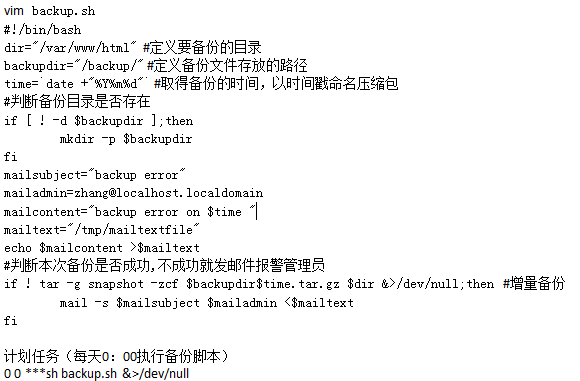 vim backup.sh
#!/bin/bash
dir="/var/www/html" #定义要备份的目录
backupdir="/backup/" #定义备份文件存放的路径
time=`date +"%Y%m%d"` #取得备份的时间，以时间戳命名压缩包
#判断备份目录是否存在
if [ ! -d $backupdir ];then
        mkdir -p $backupdir
fi
mailsubject="backup error"
mailadmin=zhang@localhost.localdomain
mailcontent="backup error on $time "
mailtext="/tmp/mailtextfile"
echo $mailcontent >$mailtext
#判断本次备份是否成功,不成功就发邮件报警管理员
if ! tar -g snapshot -zcf $backupdir$time.tar.gz $dir &>/dev/null;then #增量备份
        mail -s $mailsubject $mailadmin <$mailtext
fi
计划任务（每天0：00执行备份脚本）
0 0 ***sh backup.sh &>/dev/null